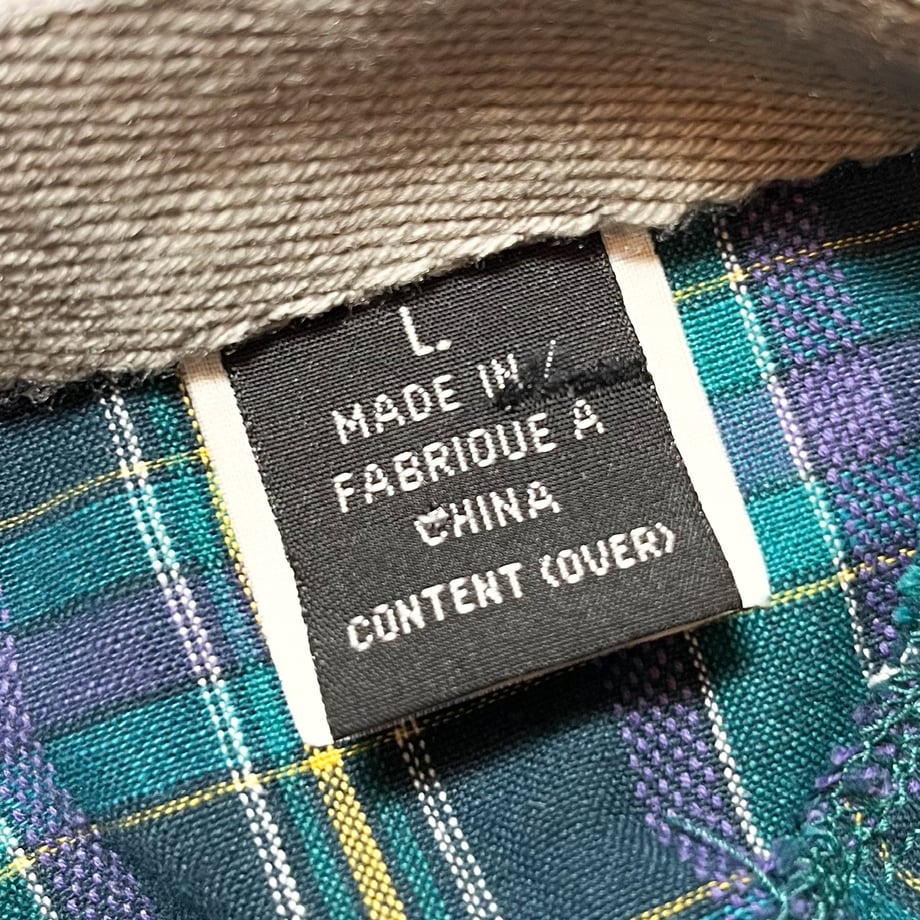 L.
MADE IN /
FABRIQUE A
CHINA
CONTENT (OVER)